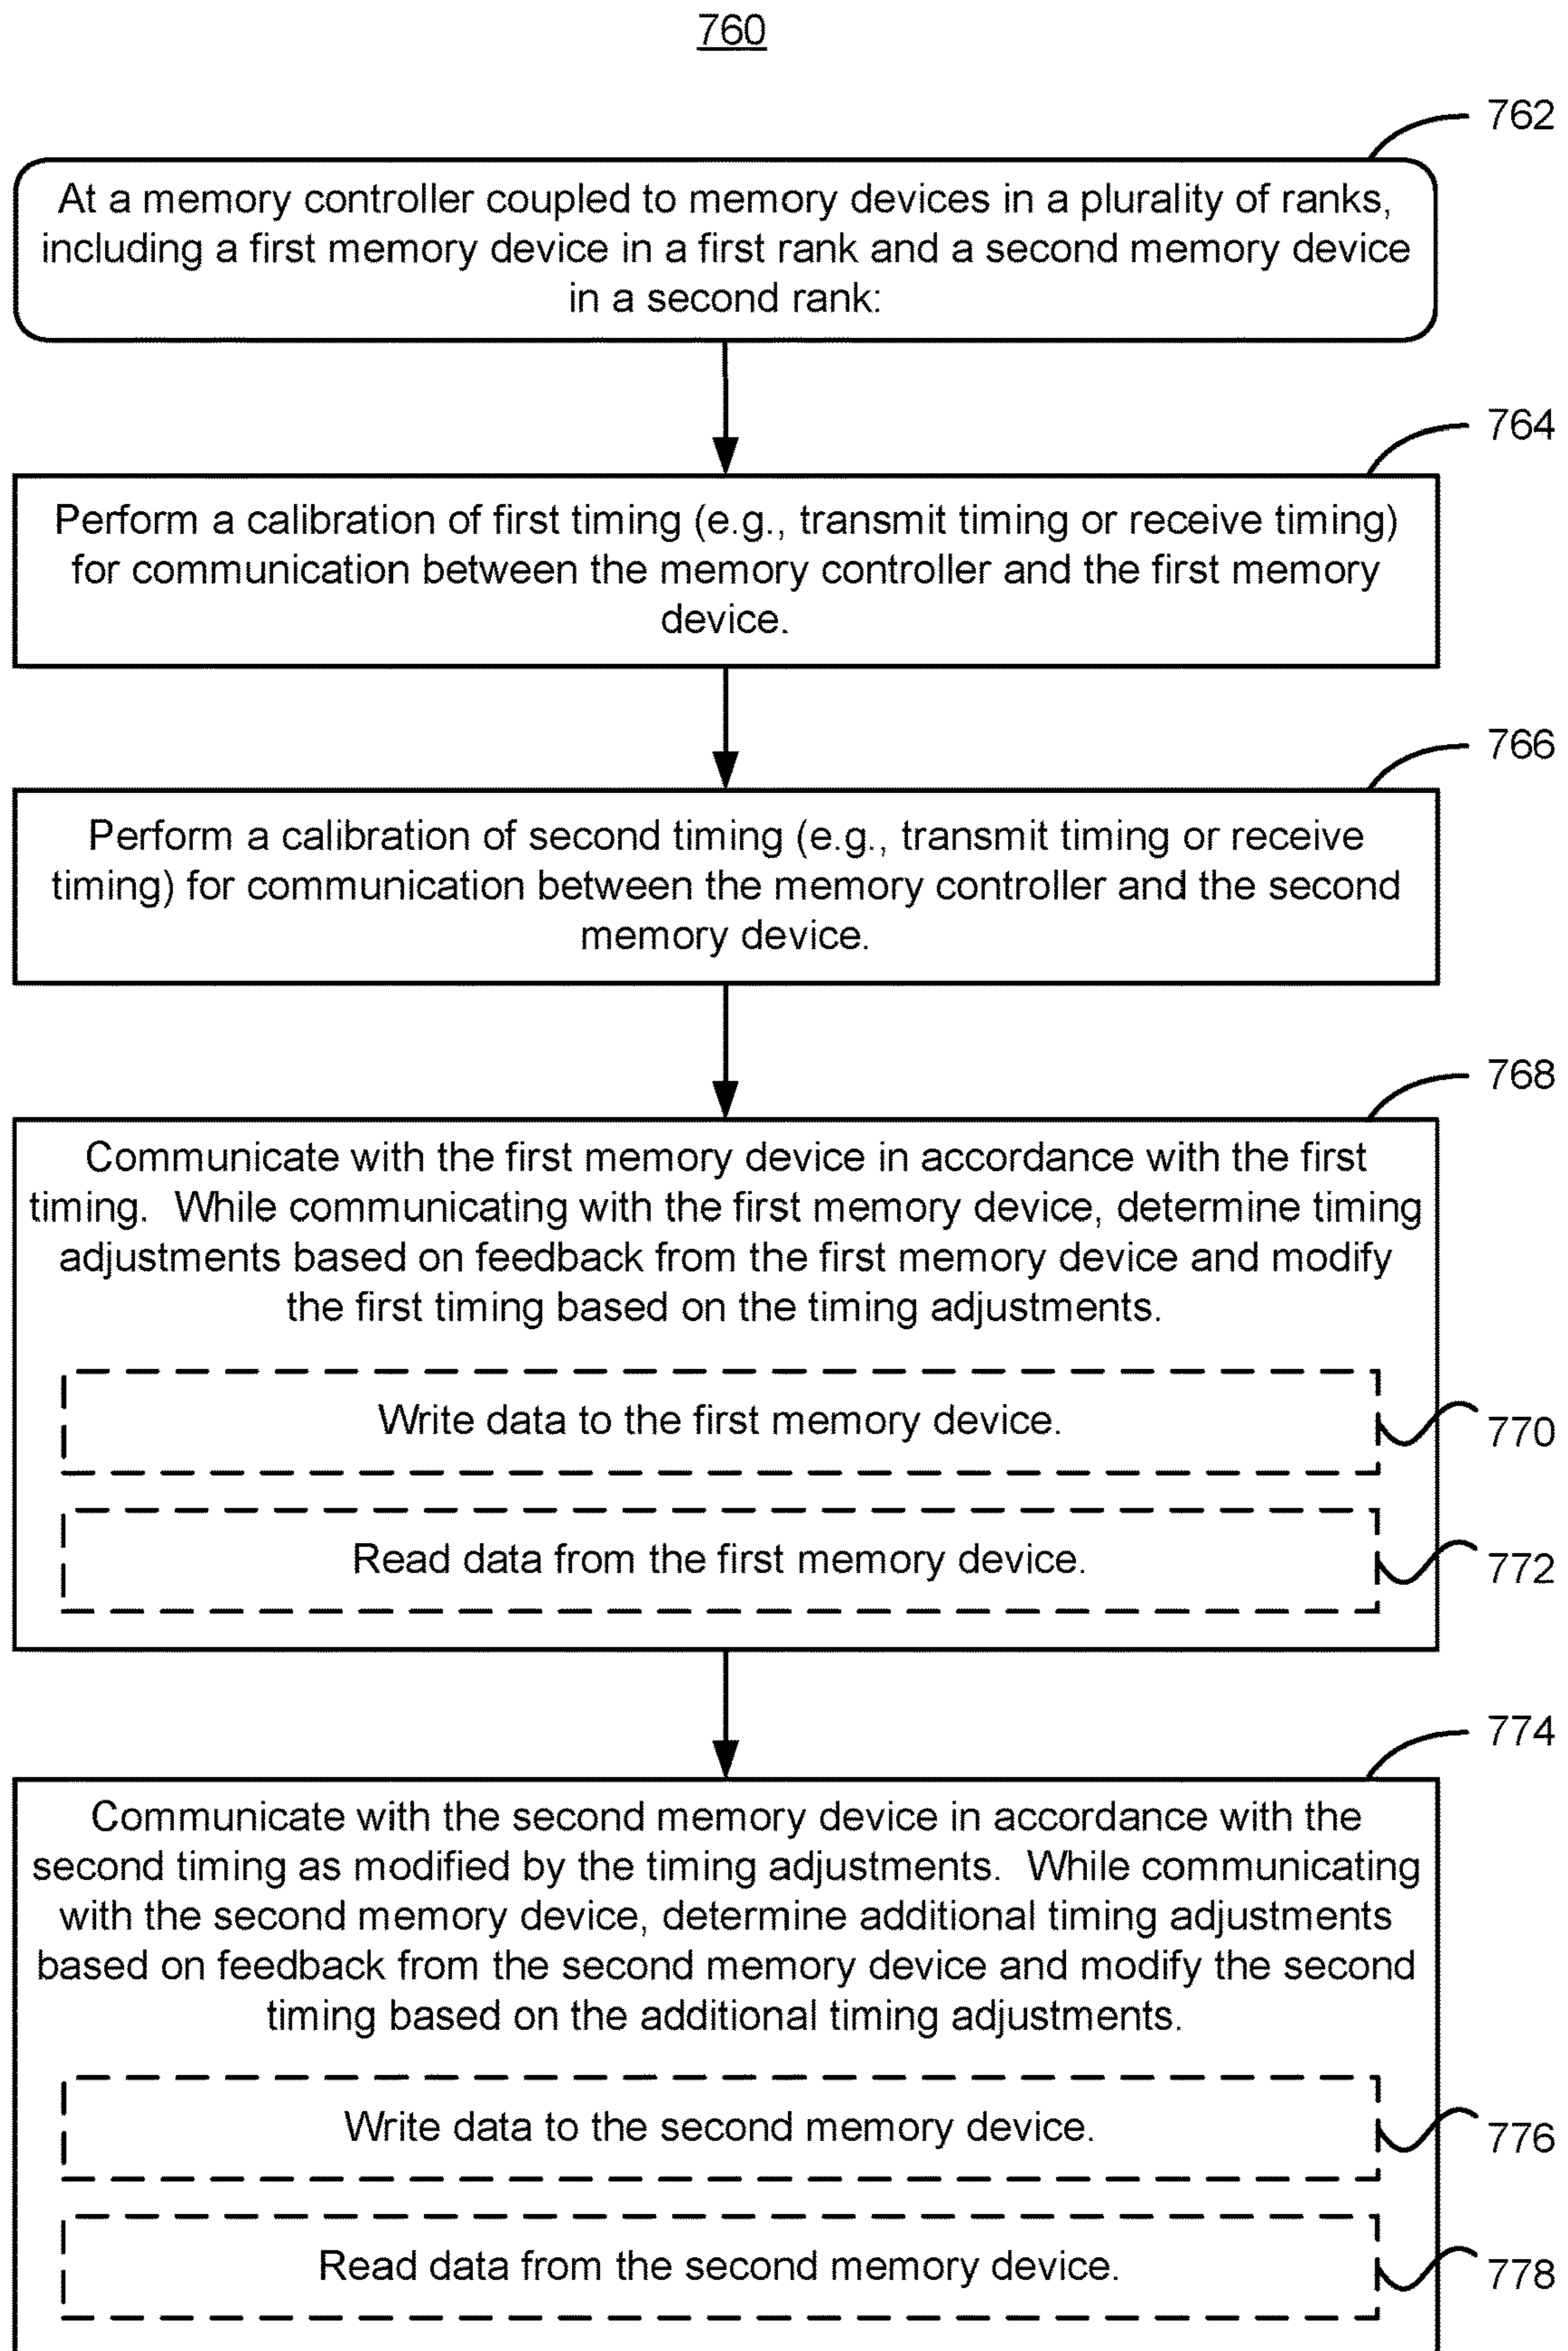 760
762
At a memory controller coupled to memory devices in a plurality of ranks,
including a first memory device in a first rank and a second memory device
in a second rank:
764
Perform a calibration of first timing (e.g., transmit timing or receive timing)
for communication between the memory controller and the first memory
device.
766
Perform a calibration of second timing (e.g., transmit timing or receive
timing) for communication between the memory controller and the second
memory device.
768
Communicate with the first memory device in accordance with the first
timing.  While communicating with the first memory device, determine timing
adjustments based on feedback from the first memory device and modify
the first timing based on the timing adjustments.
Write data to the first memory device.
770
Read data from the first memory device.
772
774
Communicate with the second memory device in accordance with the
second timing as modified by the timing adjustments.  While communicating
with the second memory device, determine additional timing adjustments
based on feedback from the second memory device and modify the second
timing based on the additional timing adjustments.
Write data to the second memory device.
776
Read data from the second memory device.
778